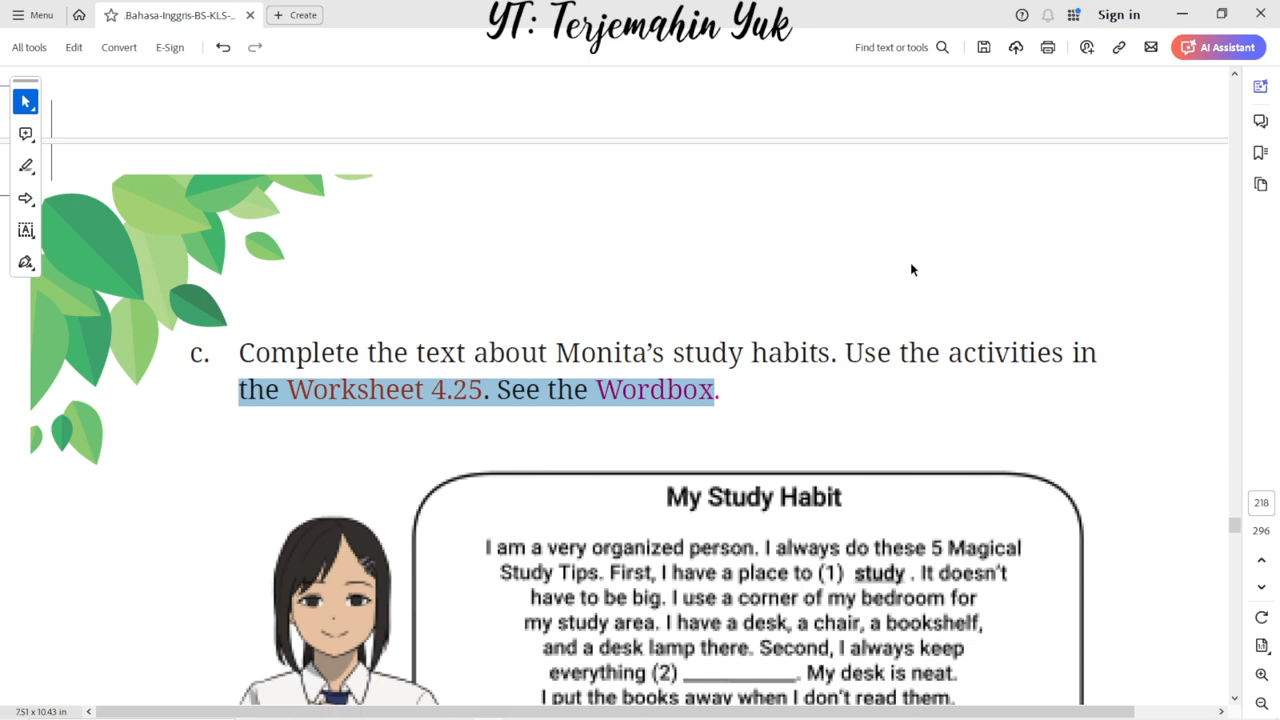 Menu
.Bahasa-Inggris-BS-KLS-...
Create
YT: Terjemahin Yuk
Sign in
All tools
Edit
Convert
E-Sign
Find text or tools
AI Assistant
c. Complete the text about Monita's study habits. Use the activities in
the Worksheet 4.25. See the Wordbox.
My Study Habit
I am a very organized person. I always do these 5 Magical
Study Tips. First, I have a place to (1) study . It doesn't
have to be big. I use a corner of my bedroom for
my study area. I have a desk, a chair, a bookshelf,
and a desk lamp there. Second, I always keep
everything (2) __________. My desk is neat.
I put the books away when I don't read them.
218
296
7.51 x 10.43 in